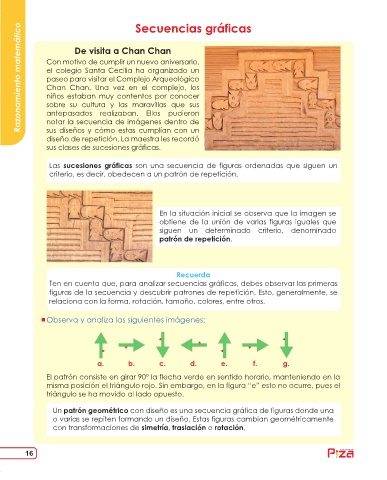 Razonamiento matemático
Secuencias gráficas
De visita a Chan Chan
Con motivo de cumplir un nuevo aniversario,
el colegio Santa Cecilia ha organizado un
paseo para visitar el Complejo Arqueológico
Chan Chan. Una vez en el complejo, los
niños estaban muy contentos por conocer
sobre su cultura y las maravillas que sus
antepasados realizaban. Ellos pudieron
notar la secuencia de imágenes dentro de
sus diseños y cómo estas cumplían con un
diseño de repetición. La maestra les recordó
sus clases de sucesiones gráficas.
Las sucesiones gráficas son una secuencia de figuras ordenadas que siguen un
criterio, es decir, obedecen a un patrón de repetición.
En la situación inicial se observa que la imagen se
obtiene de la unión de varias figuras iguales que
siguen un determinado criterio, denominado
patrón de repetición.
Recuerda
Ten en cuenta que, para analizar secuencias gráficas, debes observar las primeras
figuras de la secuencia y descubrir patrones de repetición. Esto, generalmente, se
relaciona con la forma, rotación, tamaño, colores, entre otros.
Observa y analiza las siguientes imágenes:
a. b. c. d. e. f. g.
El patrón consiste en girar 90° la flecha verde en sentido horario, manteniendo en la
misma posición el triángulo rojo. Sin embargo, en la figura "e" esto no ocurre, pues el
triángulo se ha movido al lado opuesto.
Un patrón geométrico con diseño es una secuencia gráfica de figuras donde una
o varias se repiten formando un diseño. Estas figuras cambian geométricamente
con transformaciones de simetría, traslación o rotación.
16